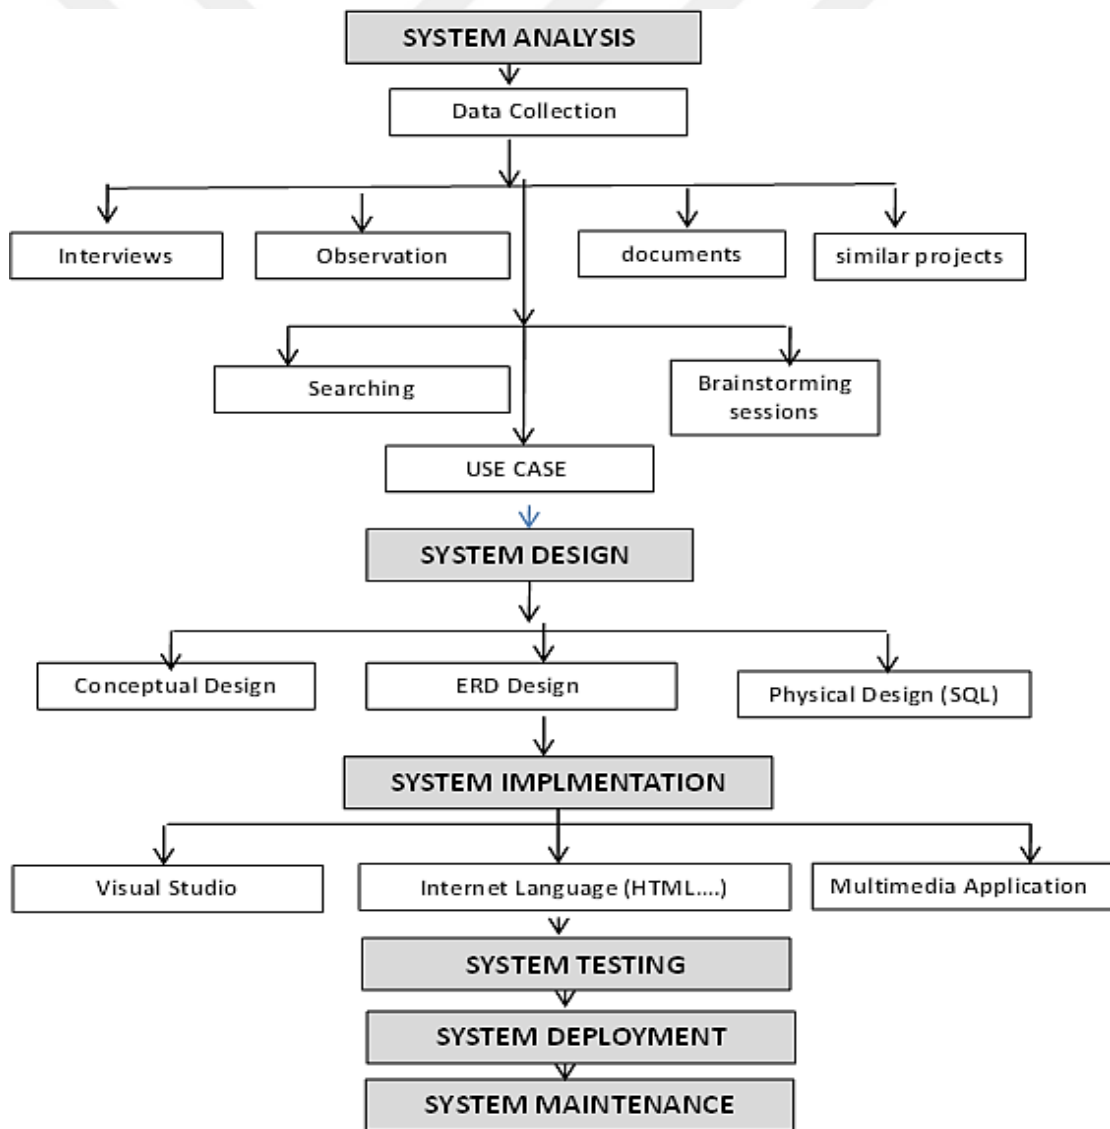 SYSTEM ANALYSIS
Data Collection
Interviews
Observation
documents
similar projects
Searching
Brainstorming
sessions
USE CASE
SYSTEM DESIGN
Conceptual Design
ERD Design
Physical Design (SQL)
SYSTEM IMPLMENTATION
Visual Studio
Internet Language (HTML....)
Multimedia Application
SYSTEM TESTING
SYSTEM DEPLOYMENT
SYSTEM MAINTENANCE